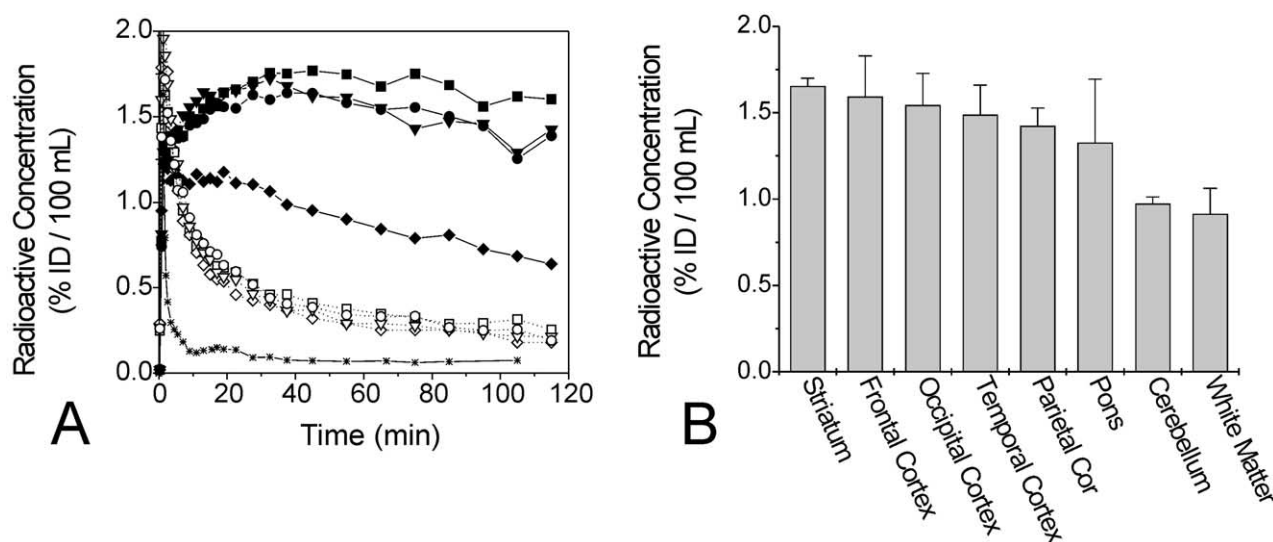 Radioactive Concentration
(% ID / 100 mL)
2.0
1.5
1.0
0.5
0.0
0 20 40 60 80 100 120
Time (min)
A
Radioactive Concentration
(% ID / 100 mL)
2.0
1.5
1.0
0.5
0.0
Striatum
Frontal Cortex
Occipital Cortex
Temporal Cortex
Parietal Cor
Pons
Cerebellum
White Matter
B